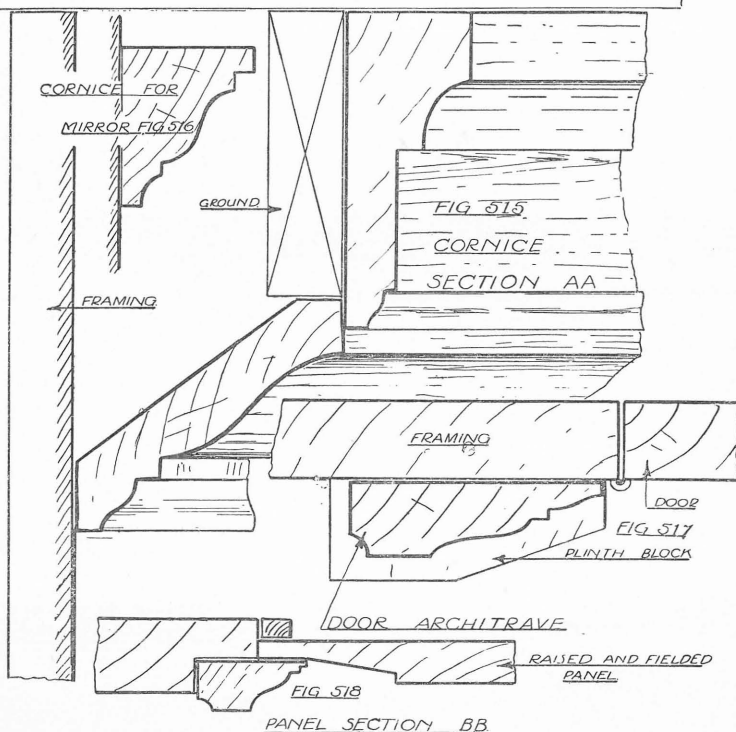 CORNICE FOR
MIRROR FIG 516
GROUND
FIG 515
CORNICE
SECTION AA
FRAMING
FRAMING
DOOR
FIG 517
PLINTH BLOCK
DOOR ARCHITRAVE
RAISED AND FIELDED
PANEL
FIG 518
PANEL SECTION BB